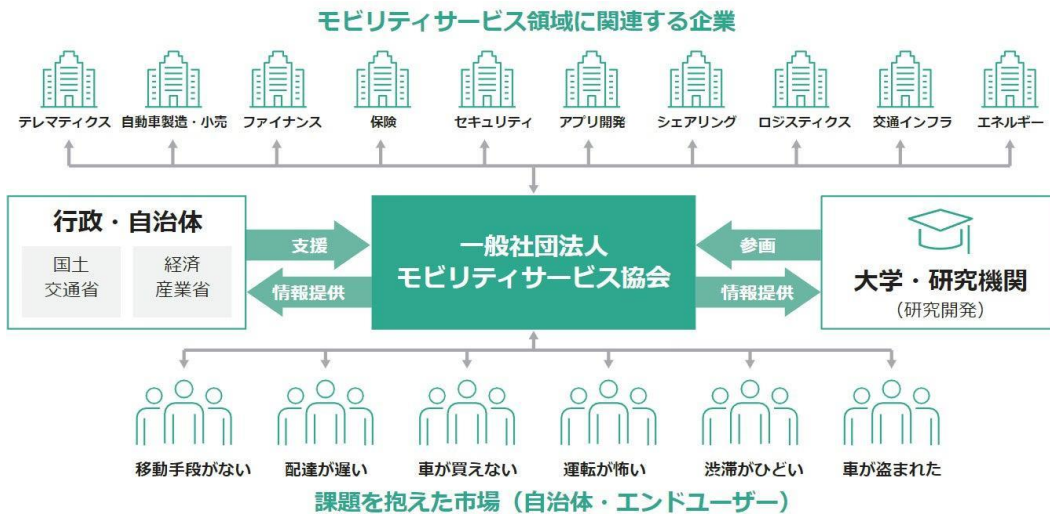 モビリティサービス領域に関連する企業
テレマティクス 自動車製造・小売 ファイナンス 保険 セキュリティ アプリ開発 シェアリング ロジスティクス 交通インフラ エネルギー
行政・自治体
国土
交通省
経済
産業省
支援
情報提供
一般社団法人
モビリティサービス協会
参画
情報提供
大学・研究機関
（研究開発）
移動手段がない 配達が遅い 車が買えない 運転が怖い 渋滞がひどい 車が盗まれた
課題を抱えた市場（自治体・エンドユーザー）